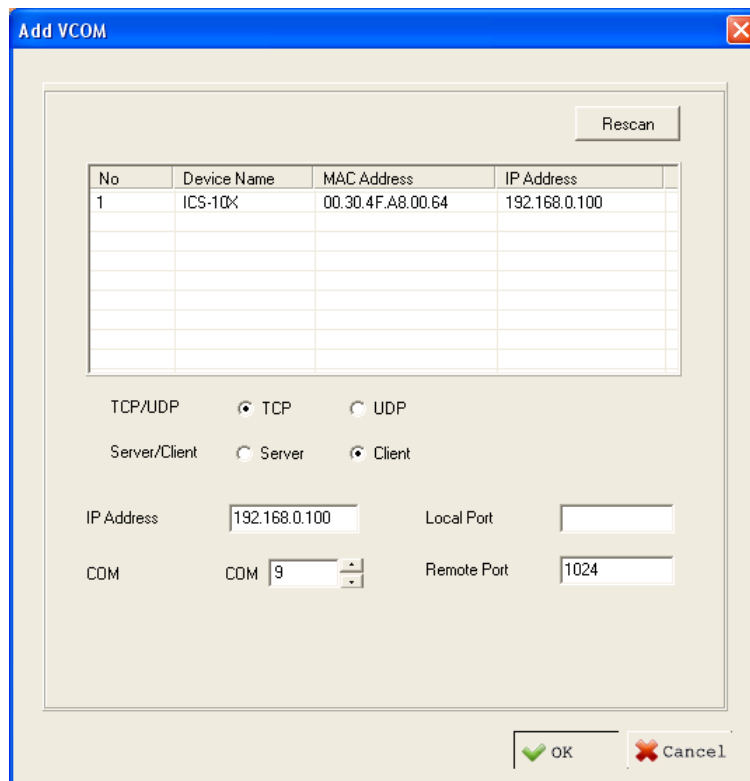 Add VCOM
Rescan
No Device Name MAC Address IP Address
1 ICS-10X 00.30.4F.A8.00.64 192.168.0.100
TCP/UDP TCP UDP
Server/Client Server Client
IP Address 192.168.0.100 Local Port
COM COM 9 Remote Port 1024
OK Cancel